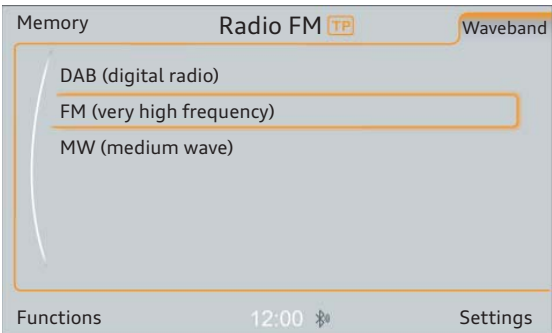 Memory Radio FM TP Waveband
DAB (digital radio)
FM (very high frequency)
MW (medium wave)
Functions 12:00 Settings